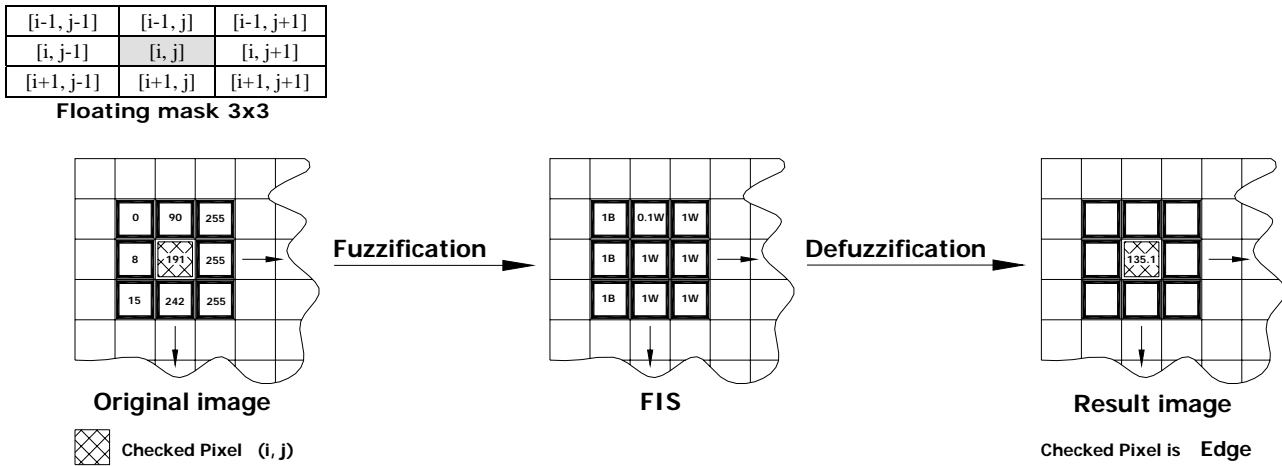 [i-1, j-1] [i-1, j] [i-1, j+1]
[i, j-1] [i, j] [i, j+1]
[i+1, j-1] [i+1, j] [i+1, j+1]
Floating mask 3x3
0 90 255
8 191 255
15 242 255
Fuzzification
1B 0.1W 1W
1B 1W 1W
1B 1W 1W
Defuzzification
135.1
Original image
FIS
Result image
Checked Pixel (i, j)
Checked Pixel is Edge